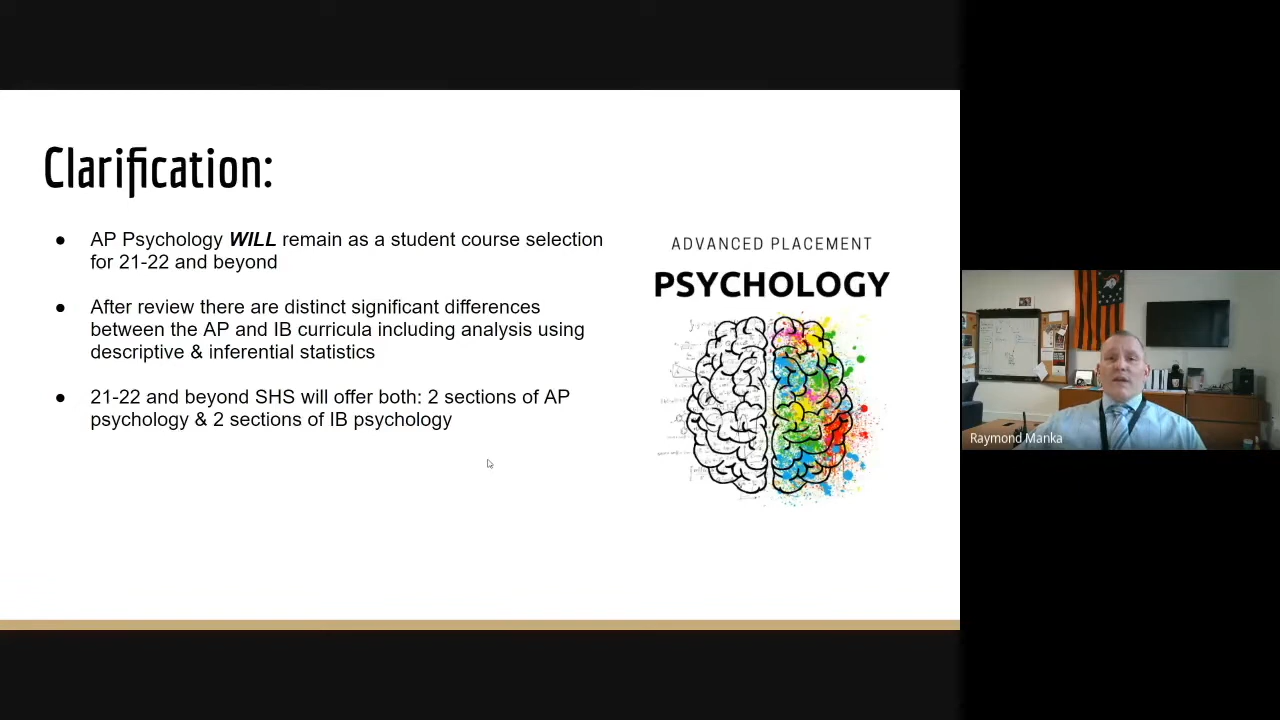 Clarification:
● AP Psychology WILL remain as a student course selection
for 21-22 and beyond
● After review there are distinct significant differences
between the AP and IB curricula including analysis using
descriptive & inferential statistics
● 21-22 and beyond SHS will offer both: 2 sections of AP
psychology & 2 sections of IB psychology
ADVANCED PLACEMENT
PSYCHOLOGY
Raymond Manka